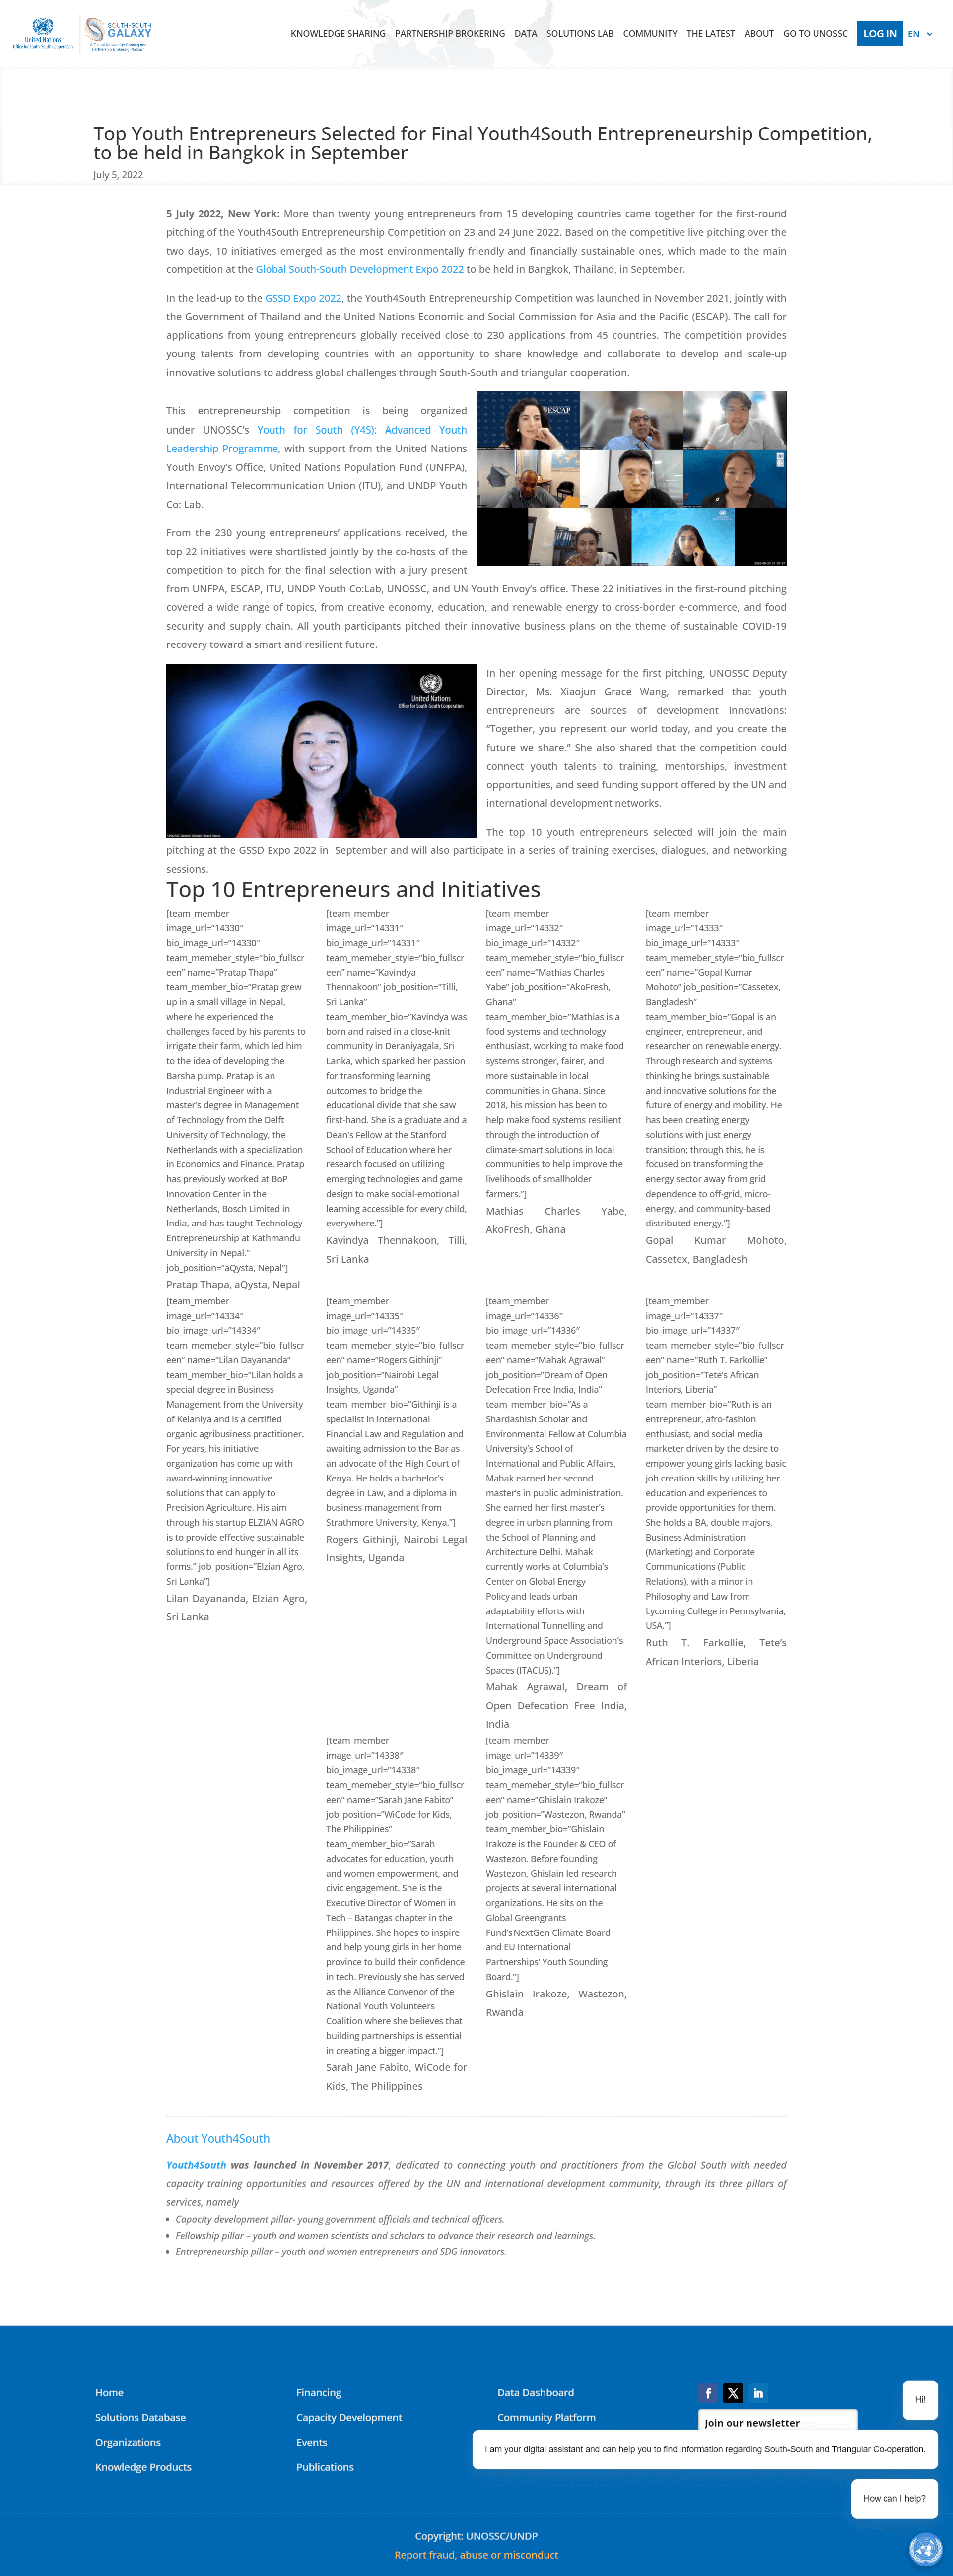 United Nations
Office for South-South Cooperation
SOUTH-SOUTH
GALAXY
A Global Knowledge Sharing and
Partnership Brokering Platform
KNOWLEDGE SHARING PARTNERSHIP BROKERING DATA SOLUTIONS LAB COMMUNITY THE LATEST ABOUT GO TO UNOSSC LOG IN EN
Top Youth Entrepreneurs Selected for Final Youth4South Entrepreneurship Competition,
to be held in Bangkok in September
July 5, 2022
5 July 2022, New York: More than twenty young entrepreneurs from 15 developing countries came together for the first-round
pitching of the Youth4South Entrepreneurship Competition on 23 and 24 June 2022. Based on the competitive live pitching over the
two days, 10 initiatives emerged as the most environmentally friendly and financially sustainable ones, which made to the main
competition at the Global South-South Development Expo 2022 to be held in Bangkok, Thailand, in September.
In the lead-up to the GSSD Expo 2022, the Youth4South Entrepreneurship Competition was launched in November 2021, jointly with
the Government of Thailand and the United Nations Economic and Social Commission for Asia and the Pacific (ESCAP). The call for
applications from young entrepreneurs globally received close to 230 applications from 45 countries. The competition provides
young talents from developing countries with an opportunity to share knowledge and collaborate to develop and scale-up
innovative solutions to address global challenges through South-South and triangular cooperation.
This entrepreneurship competition is being organized
under UNOSSC's Youth for South (Y4S): Advanced Youth
Leadership Programme, with support from the United Nations
Youth Envoy's Office, United Nations Population Fund (UNFPA),
International Telecommunication Union (ITU), and UNDP Youth
Co: Lab.
ESCAP
From the 230 young entrepreneurs' applications received, the
top 22 initiatives were shortlisted jointly by the co-hosts of the
competition to pitch for the final selection with a jury present
from UNFPA, ESCAP, ITU, UNDP Youth Co:Lab, UNOSSC, and UN Youth Envoy's office. These 22 initiatives in the first-round pitching
covered a wide range of topics, from creative economy, education, and renewable energy to cross-border e-commerce, and food
security and supply chain. All youth participants pitched their innovative business plans on the theme of sustainable COVID-19
recovery toward a smart and resilient future.
United Nations
Office for South-South Cooperation
In her opening message for the first pitching, UNOSSC Deputy
Director, Ms. Xiaojun Grace Wang, remarked that youth
entrepreneurs are sources of development innovations:
"Together, you represent our world today, and you create the
future we share." She also shared that the competition could
connect youth talents to training, mentorships, investment
opportunities, and seed funding support offered by the UN and
international development networks.
The top 10 youth entrepreneurs selected will join the main
pitching at the GSSD Expo 2022 in September and will also participate in a series of training exercises, dialogues, and networking
sessions.
Top 10 Entrepreneurs and Initiatives
[team_member
image_url="14330"
bio_image_url="14330"
team_memeber_style="bio_fullscr
een" name="Pratap Thapa"
team_member_bio="Pratap grew
up in a small village in Nepal,
where he experienced the
challenges faced by his parents to
irrigate their farm, which led him
to the idea of developing the
Barsha pump. Pratap is an
Industrial Engineer with a
master's degree in Management
of Technology from the Delft
University of Technology, the
Netherlands with a specialization
in Economics and Finance. Pratap
has previously worked at BoP
Innovation Center in the
Netherlands, Bosch Limited in
India, and has taught Technology
Entrepreneurship at Kathmandu
University in Nepal."
job_position="aQysta, Nepal"]
Pratap Thapa, aQysta, Nepal
[team_member
image_url="14331"
bio_image_url="14331"
team_memeber_style="bio_fullscr
een" name="Kavindya
Thennakoon" job_position="Tilli,
Sri Lanka"
team_member_bio="Kavindya was
born and raised in a close-knit
community in Deraniyagala, Sri
Lanka, which sparked her passion
for transforming learning
outcomes to bridge the
educational divide that she saw
first-hand. She is a graduate and a
Dean's Fellow at the Stanford
School of Education where her
research focused on utilizing
emerging technologies and game
design to make social-emotional
learning accessible for every child,
everywhere."]
Kavindya Thennakoon, Tilli,
Sri Lanka
[team_member
image_url="14332"
bio_image_url="14332"
team_memeber_style="bio_fullscr
een" name="Mathias Charles
Yabe" job_position="AkoFresh,
Ghana"
team_member_bio="Mathias is a
food systems and technology
enthusiast, working to make food
systems stronger, fairer, and
more sustainable in local
communities in Ghana. Since
2018, his mission has been to
help make food systems resilient
through the introduction of
climate-smart solutions in local
communities to help improve the
livelihoods of smallholder
farmers."]
Mathias Charles Yabe,
AkoFresh, Ghana
[team_member
image_url="14333"
bio_image_url="14333"
team_memeber_style="bio_fullscr
een" name="Gopal Kumar
Mohoto" job_position="Cassetex,
Bangladesh"
team_member_bio="Gopal is an
engineer, entrepreneur, and
researcher on renewable energy.
Through research and systems
thinking he brings sustainable
and innovative solutions for the
future of energy and mobility. He
has been creating energy
solutions with just energy
transition; through this, he is
focused on transforming the
energy sector away from grid
dependence to off-grid, micro-
energy, and community-based
distributed energy."]
Gopal Kumar Mohoto,
Cassetex, Bangladesh
[team_member
image_url="14334"
bio_image_url="14334"
team_memeber_style="bio_fullscr
een" name="Lilan Dayananda"
team_member_bio="Lilan holds a
special degree in Business
Management from the University
of Kelaniya and is a certified
organic agribusiness practitioner.
For years, his initiative
organization has come up with
award-winning innovative
solutions that can apply to
Precision Agriculture. His aim
through his startup ELZIAN AGRO
is to provide effective sustainable
solutions to end hunger in all its
forms." job_position="Elzian Agro,
Sri Lanka"]
Lilan Dayananda, Elzian Agro,
Sri Lanka
[team_member
image_url="14335"
bio_image_url="14335"
team_memeber_style="bio_fullscr
een" name="Rogers Githinji"
job_position="Nairobi Legal
Insights, Uganda"
team_member_bio="Githinji is a
specialist in International
Financial Law and Regulation and
awaiting admission to the Bar as
an advocate of the High Court of
Kenya. He holds a bachelor's
degree in Law, and a diploma in
business management from
Strathmore University, Kenya."]
Rogers Githinji, Nairobi Legal
Insights, Uganda
[team_member
image_url="14336"
bio_image_url="14336"
team_memeber_style="bio_fullscr
een" name="Mahak Agrawal"
job_position="Dream of Open
Defecation Free India, India"
team_member_bio="As a
Shardashish Scholar and
Environmental Fellow at Columbia
University's School of
International and Public Affairs,
Mahak earned her second
master's in public administration.
She earned her first master's
degree in urban planning from
the School of Planning and
Architecture Delhi. Mahak
currently works at Columbia's
Center on Global Energy
Policy and leads urban
adaptability efforts with
International Tunnelling and
Underground Space Association's
Committee on Underground
Spaces (ITACUS)."]
Mahak Agrawal, Dream of
Open Defecation Free India,
India
[team_member
image_url="14337"
bio_image_url="14337"
team_memeber_style="bio_fullscr
een" name="Ruth T. Farkollie"
job_position="Tete's African
Interiors, Liberia"
team_member_bio="Ruth is an
entrepreneur, afro-fashion
enthusiast, and social media
marketer driven by the desire to
empower young girls lacking basic
job creation skills by utilizing her
education and experiences to
provide opportunities for them.
She holds a BA, double majors,
Business Administration
(Marketing) and Corporate
Communications (Public
Relations), with a minor in
Philosophy and Law from
Lycoming College in Pennsylvania,
USA."]
Ruth T. Farkollie, Tete's
African Interiors, Liberia
[team_member
image_url="14338"
bio_image_url="14338"
team_memeber_style="bio_fullscr
een" name="Sarah Jane Fabito"
job_position="WiCode for Kids,
The Philippines"
team_member_bio="Sarah
advocates for education, youth
and women empowerment, and
civic engagement. She is the
Executive Director of Women in
Tech – Batangas chapter in the
Philippines. She hopes to inspire
and help young girls in her home
province to build their confidence
in tech. Previously she has served
as the Alliance Convenor of the
National Youth Volunteers
Coalition where she believes that
building partnerships is essential
in creating a bigger impact."]
Sarah Jane Fabito, WiCode for
Kids, The Philippines
[team_member
image_url="14339"
bio_image_url="14339"
team_memeber_style="bio_fullscr
een" name="Ghislain Irakoze"
job_position="Wastezon, Rwanda"
team_member_bio="Ghislain
Irakoze is the Founder & CEO of
Wastezon. Before founding
Wastezon, Ghislain led research
projects at several international
organizations. He sits on the
Global Greengrants
Fund's NextGen Climate Board
and EU International
Partnerships' Youth Sounding
Board."]
Ghislain Irakoze, Wastezon,
Rwanda
About Youth4South
Youth4South was launched in November 2017, dedicated to connecting youth and practitioners from the Global South with needed
capacity training opportunities and resources offered by the UN and international development community, through its three pillars of
services, namely
• Capacity development pillar- young government officials and technical officers.
• Fellowship pillar – youth and women scientists and scholars to advance their research and learnings.
• Entrepreneurship pillar – youth and women entrepreneurs and SDG innovators.
Home
Solutions Database
Organizations
Knowledge Products
Financing
Capacity Development
Events
Publications
Data Dashboard
Community Platform
Join our newsletter
Hi!
I am your digital assistant and can help you to find information regarding South-South and Triangular Co-operation.
How can I help?
Copyright: UNOSSC/UNDP
Report fraud, abuse or misconduct